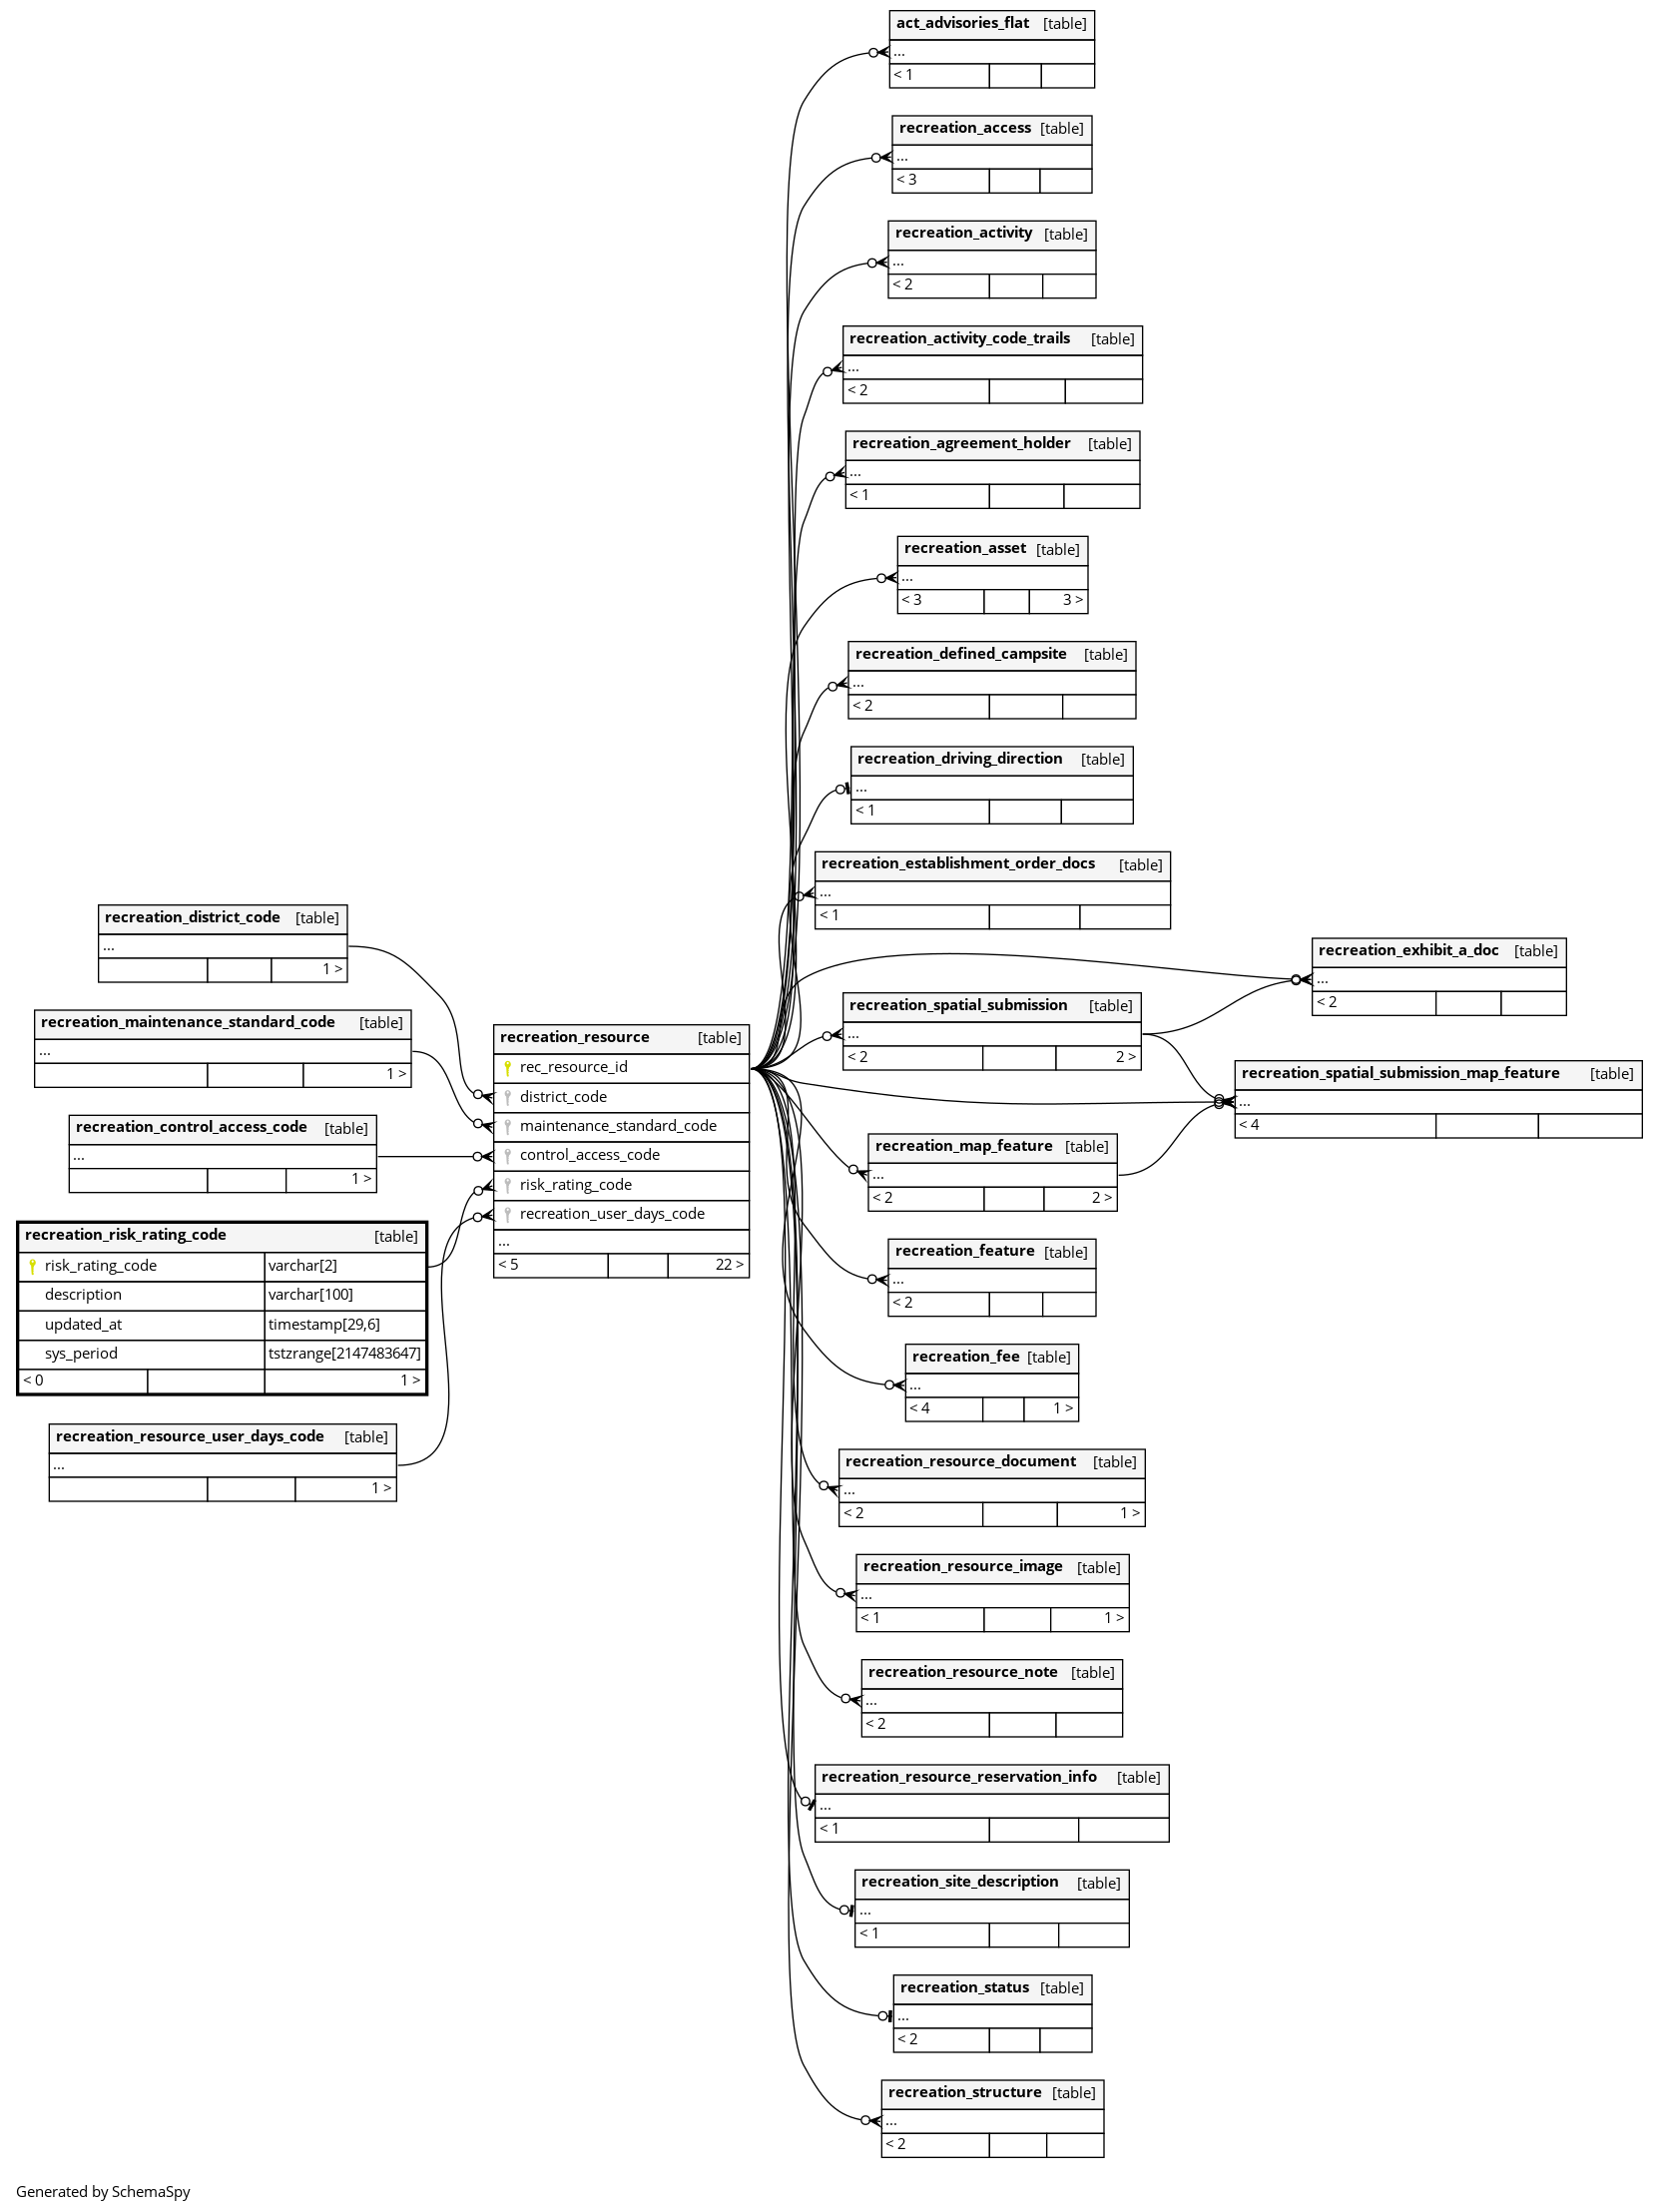 act_advisories_flat [table]
...
< 1
recreation_access [table]
...
< 3
recreation_activity [table]
...
< 2
recreation_activity_code_trails [table]
...
< 2
recreation_agreement_holder [table]
...
< 1
recreation_asset [table]
...
< 3 3 >
recreation_defined_campsite [table]
...
< 2
recreation_driving_direction [table]
...
< 1
recreation_establishment_order_docs [table]
...
< 1
recreation_district_code [table]
...
1 >
recreation_maintenance_standard_code [table]
...
1 >
recreation_control_access_code [table]
...
1 >
recreation_risk_rating_code [table]
risk_rating_code varchar[2]
description varchar[100]
updated_at timestamp[29,6]
sys_period tstzrange[2147483647]
< 0 1 >
recreation_resource_user_days_code [table]
...
1 >
recreation_resource [table]
rec_resource_id
district_code
maintenance_standard_code
control_access_code
risk_rating_code
recreation_user_days_code
...
< 5 22 >
recreation_exhibit_a_doc [table]
...
< 2
recreation_spatial_submission [table]
...
< 2 2 >
recreation_spatial_submission_map_feature [table]
...
< 4
recreation_map_feature [table]
...
< 2 2 >
recreation_feature [table]
...
< 2
recreation_fee [table]
...
< 4 1 >
recreation_resource_document [table]
...
< 2 1 >
recreation_resource_image [table]
...
< 1 1 >
recreation_resource_note [table]
...
< 2
recreation_resource_reservation_info [table]
...
< 1
recreation_site_description [table]
...
< 1
recreation_status [table]
...
< 2
recreation_structure [table]
...
< 2
Generated by SchemaSpy